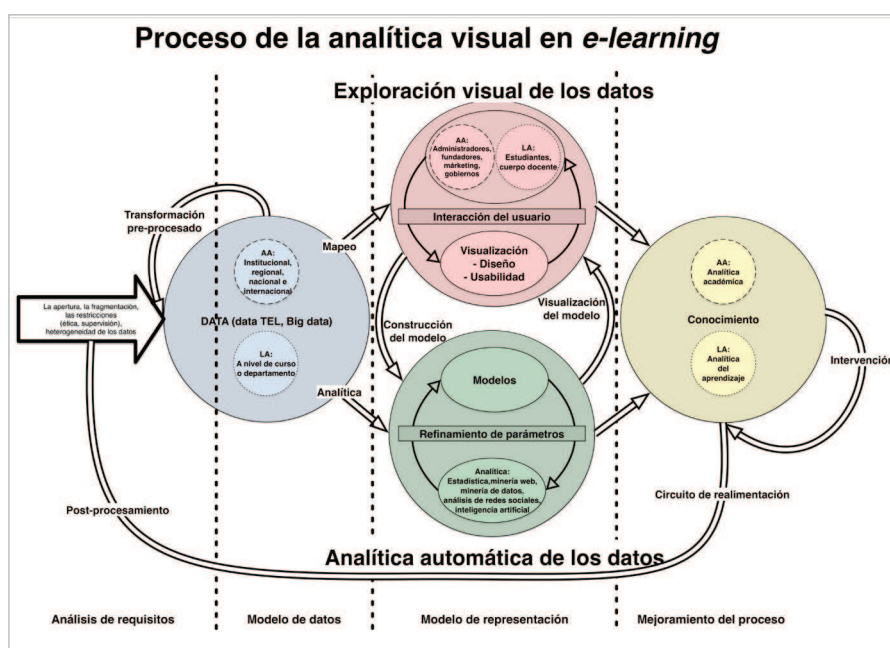 Proceso de la analítica visual en e-learning
Exploración visual de los datos
Transformación
pre-procesado
La apertura, la fragmentación,
las restricciones
(ética, supervisión),
heterogeneidad de los datos
AA:
Institucional,
regional,
nacional e
internacional
DATA (data TEL, Big data)
LA:
A nivel de curso
o departamento
Mapeo
Analítica
AA:
Administradores,
fundadores,
márketing,
gobiernos
LA:
Estudiantes,
cuerpo docente
Interacción del usuario
Visualización
- Diseño
- Usabilidad
Construcción
del modelo
Visualización
del modelo
Modelos
Refinamiento de parámetros
Analítica:
Estadística,minería web,
minería de datos,
análisis de redes sociales,
inteligencia artificial
AA:
Analítica
académica
Conocimiento
LA:
Analítica
del
aprendizaje
Intervención
Circuito de realimentación
Post-procesamiento
Analítica automática de los datos
Análisis de requisitos
Modelo de datos
Modelo de representación
Mejoramiento del proceso